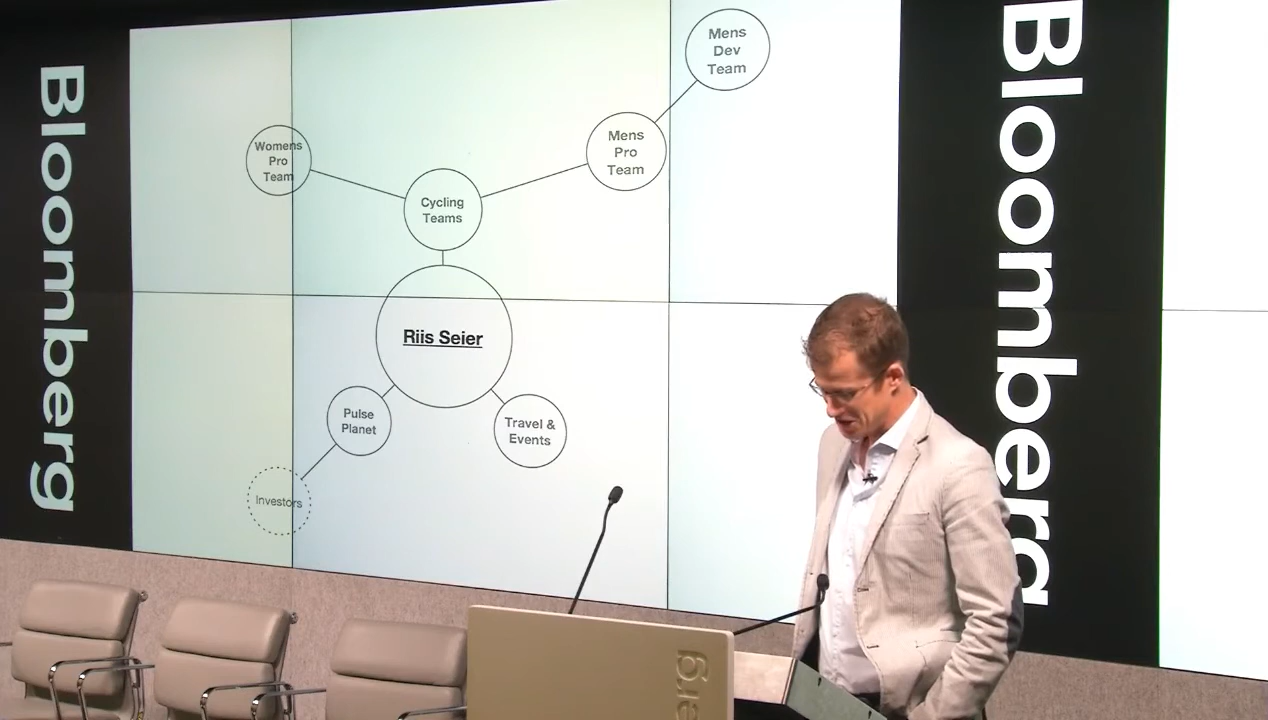 Bloomberg
Mens
Dev
Team
Womens
Pro
Team
Mens
Pro
Team
Cycling
Teams
Riis Seier
Pulse
Planet
Travel &
Events
Investors
Bloomberg
erg